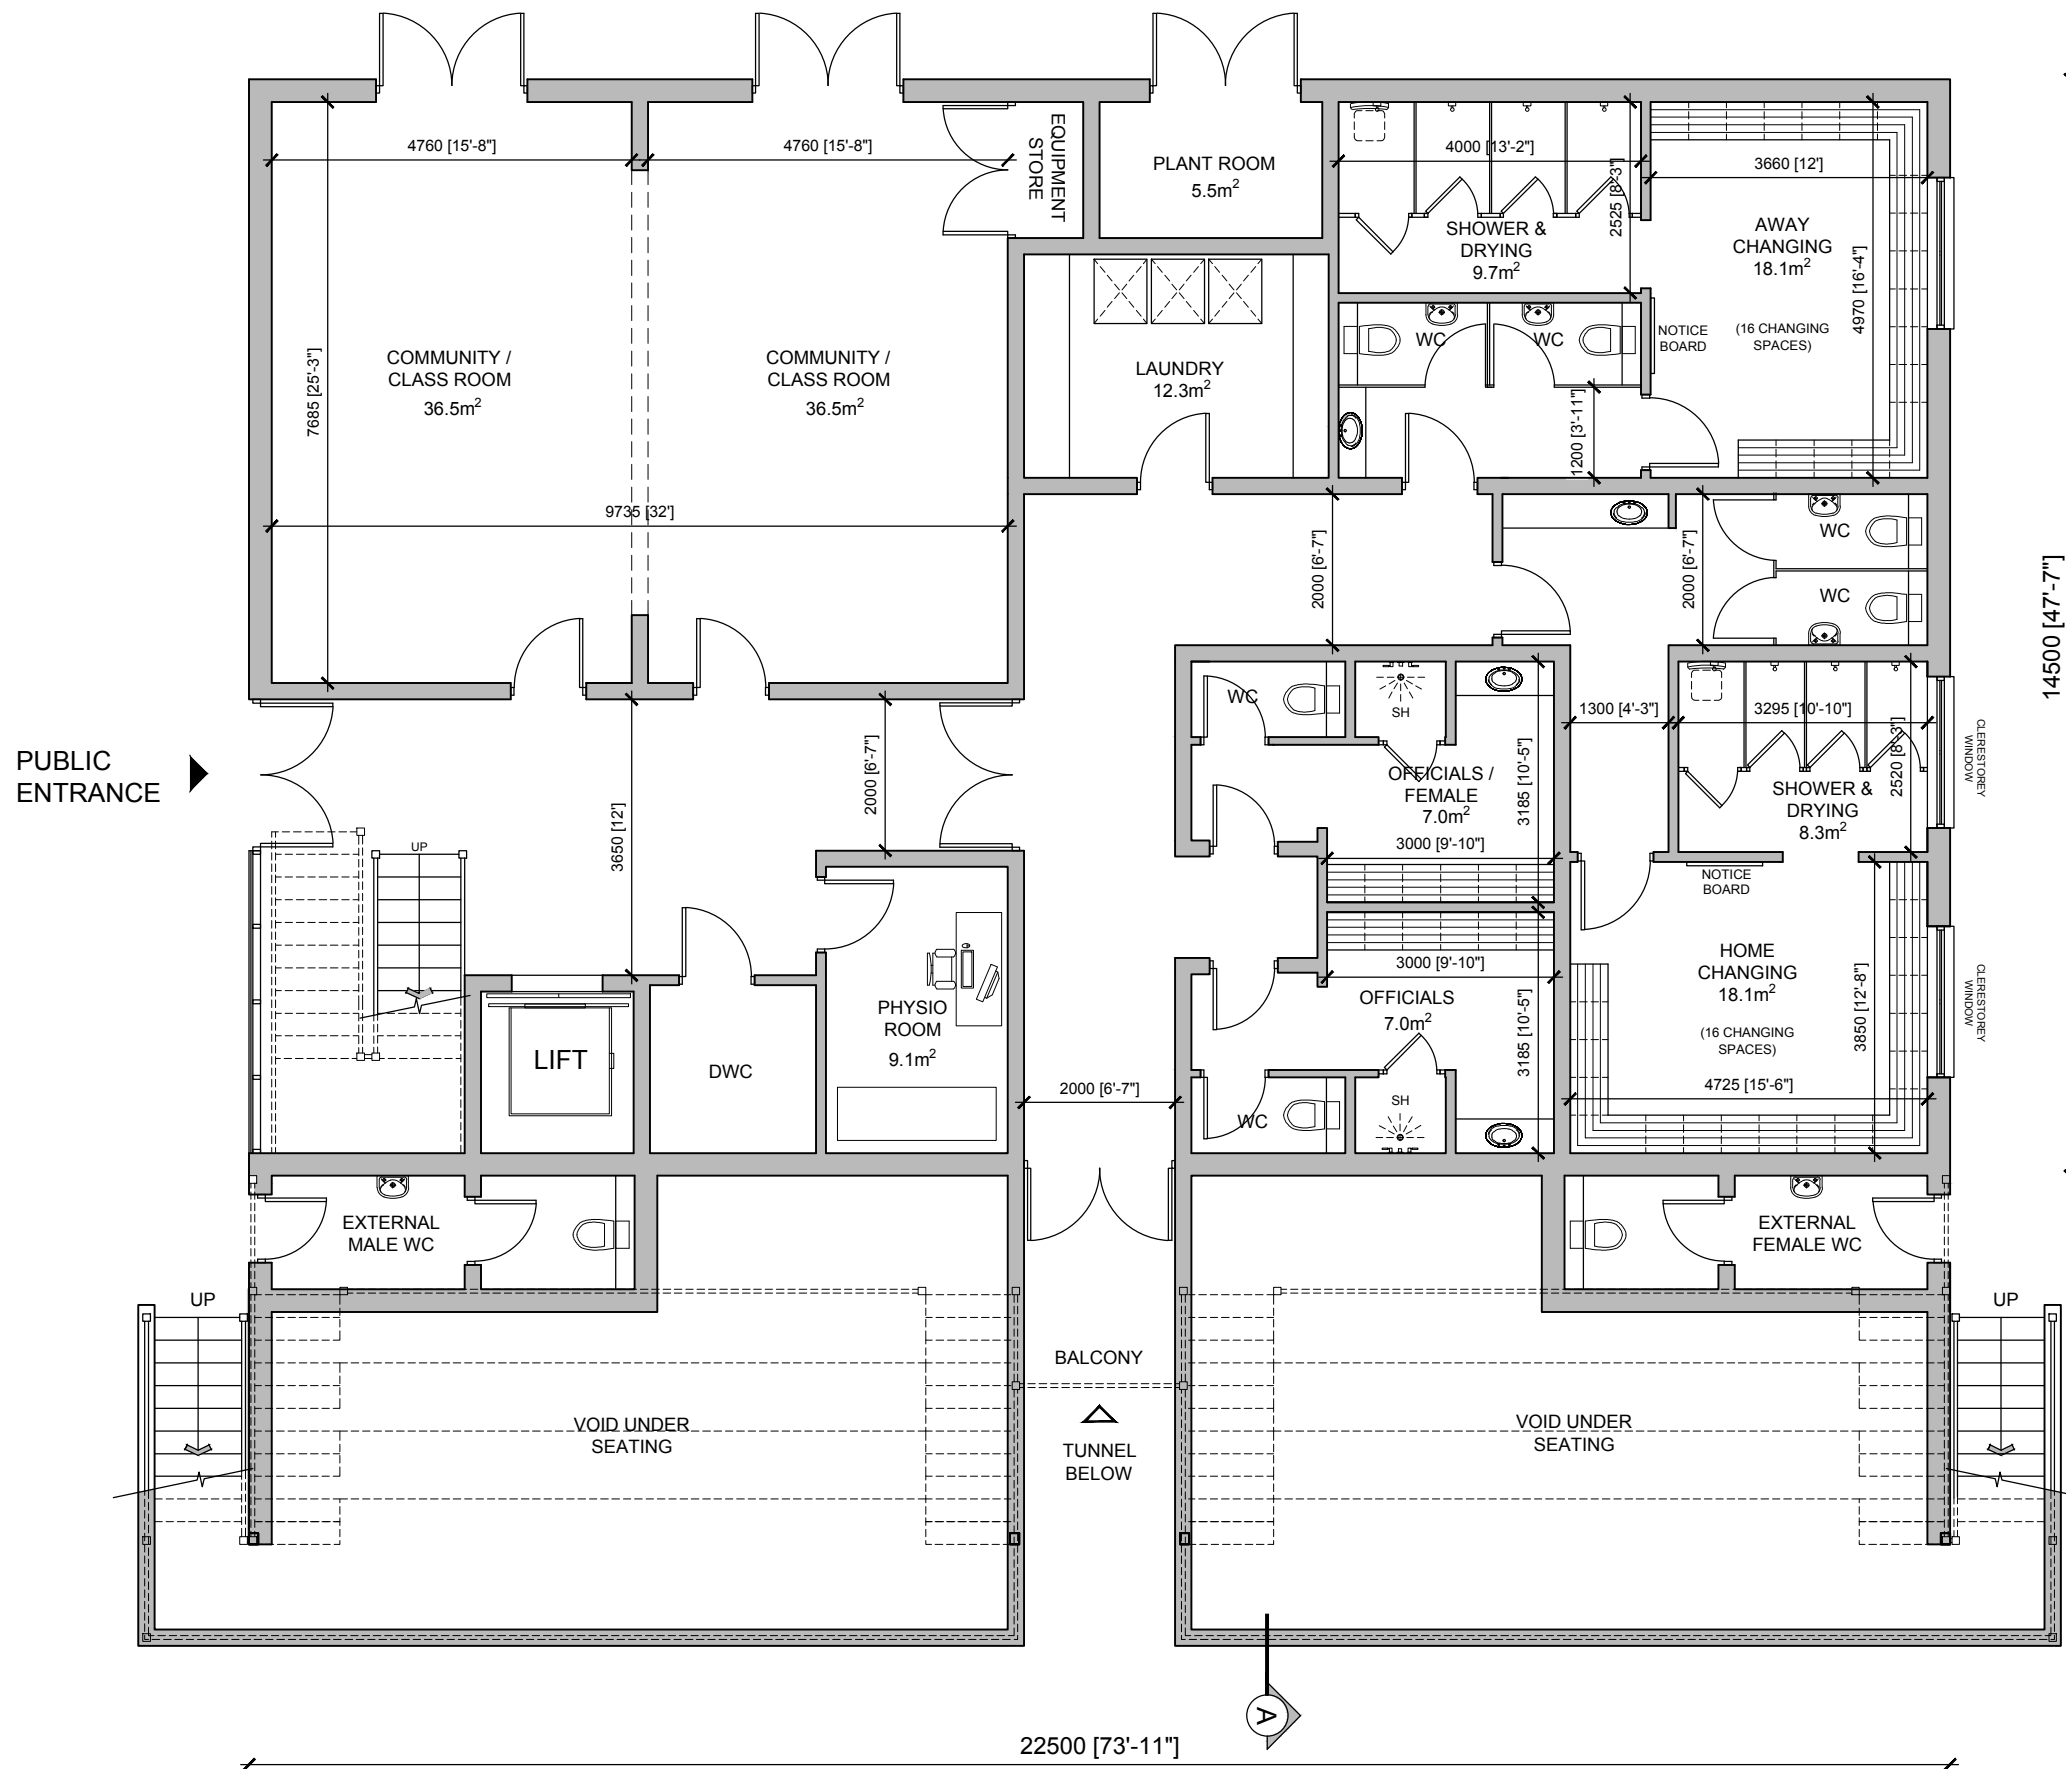 4760 [15'-8"]
4760 [15'-8"]
EQUIPMENT
STORE
PLANT ROOM
5.5m²
4000 [13'-2"]
2525 [8'-3"]
3660 [12']
SHOWER &
DRYING
9.7m²
AWAY
CHANGING
18.1m²
(16 CHANGING
SPACES)
4970 [16'-4"]
NOTICE
BOARD
WC
WC
1200 [3'-11"]
7685 [25'-3"]
COMMUNITY /
CLASS ROOM
36.5m²
COMMUNITY /
CLASS ROOM
36.5m²
LAUNDRY
12.3m²
9735 [32']
2000 [6'-7"]
2000 [6'-7"]
WC
WC
14500 [47'-7"]
PUBLIC
ENTRANCE
3650 [12']
2000 [6'-7"]
WC
SH
OFFICIALS /
FEMALE
7.0m²
3185 [10'-5"]
3000 [9'-10"]
1300 [4'-3"]
3295 [10'-10"]
2520 [8'-3"]
SHOWER &
DRYING
8.3m²
CLERESTOREY
WINDOW
NOTICE
BOARD
UP
LIFT
DWC
PHYSIO
ROOM
9.1m²
2000 [6'-7"]
3000 [9'-10"]
OFFICIALS
7.0m²
3185 [10'-5"]
WC
SH
HOME
CHANGING
18.1m²
(16 CHANGING
SPACES)
3850 [12'-8"]
4725 [15'-6"]
CLERESTOREY
WINDOW
EXTERNAL
MALE WC
EXTERNAL
FEMALE WC
UP
UP
BALCONY
VOID UNDER
SEATING
TUNNEL
BELOW
VOID UNDER
SEATING
A
22500 [73'-11"]